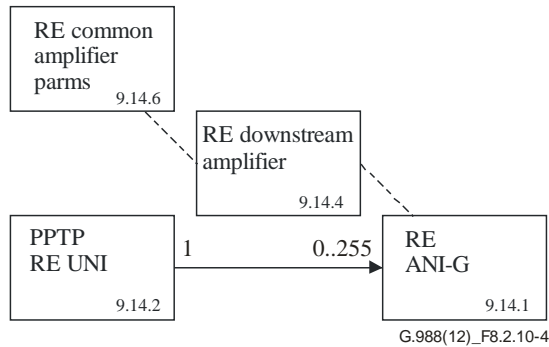 RE common
amplifier
parms
9.14.6
RE downstream
amplifier
9.14.4
PPTP
RE UNI
9.14.2
1
0..255
RE
ANI-G
9.14.1
G.988(12)_F8.2.10-4